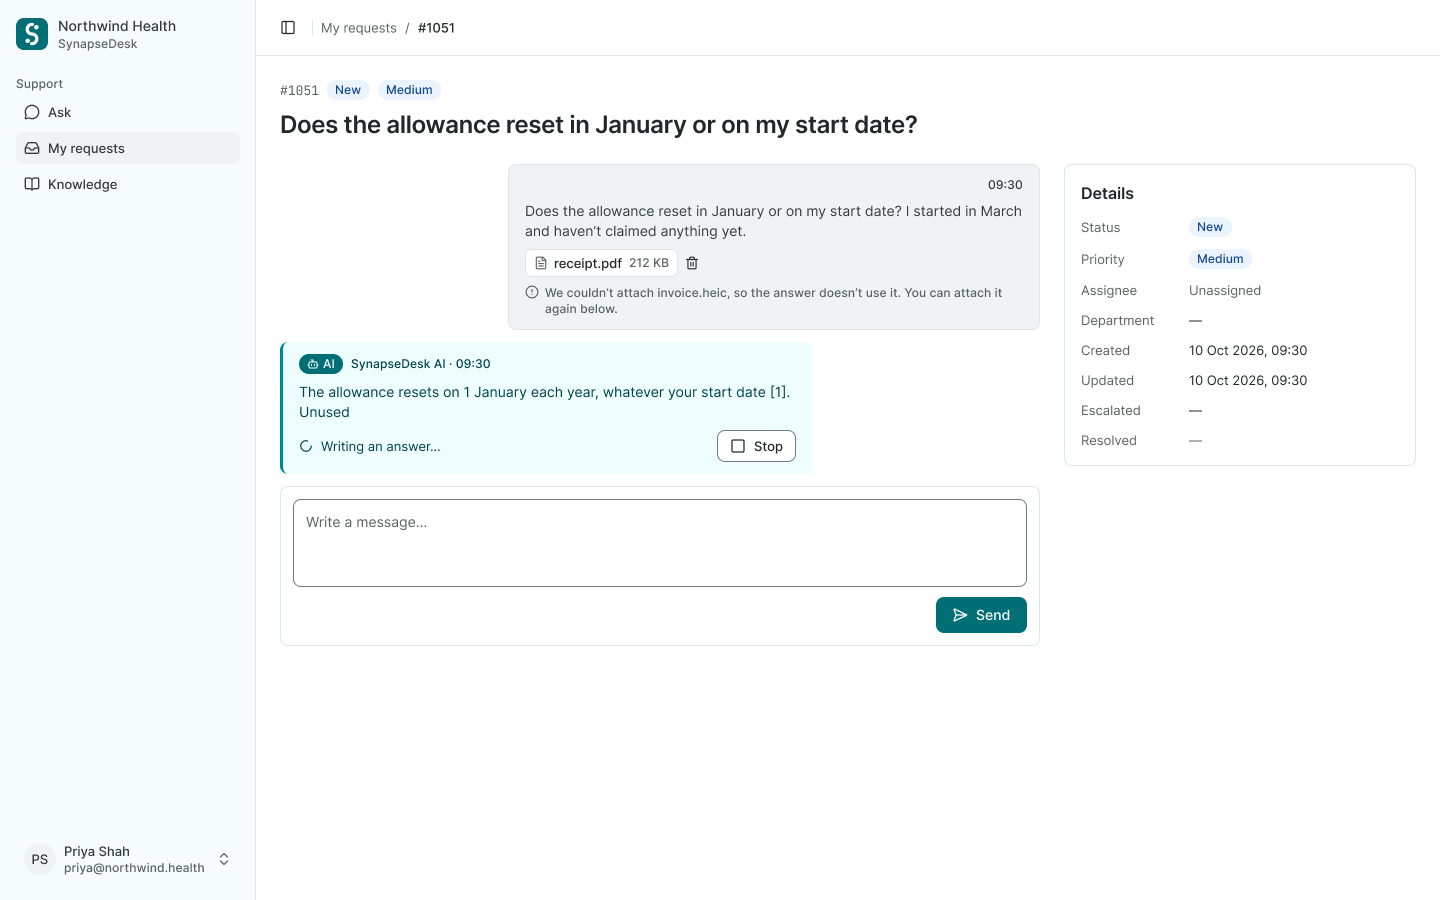 Northwind Health
SynapseDesk
Support
Ask
My requests
Knowledge
PS
Priya Shah
priya@northwind.health
My requests / #1051
#1051 New Medium
Does the allowance reset in January or on my start date?
09:30
Does the allowance reset in January or on my start date? I started in March
and haven’t claimed anything yet.
receipt.pdf 212 KB
We couldn’t attach invoice.heic, so the answer doesn’t use it. You can attach it
again below.
AI SynapseDesk AI · 09:30
The allowance resets on 1 January each year, whatever your start date [1].
Unused
Writing an answer…
Stop
Write a message…
Send
Details
Status New
Priority Medium
Assignee Unassigned
Department —
Created 10 Oct 2026, 09:30
Updated 10 Oct 2026, 09:30
Escalated —
Resolved —